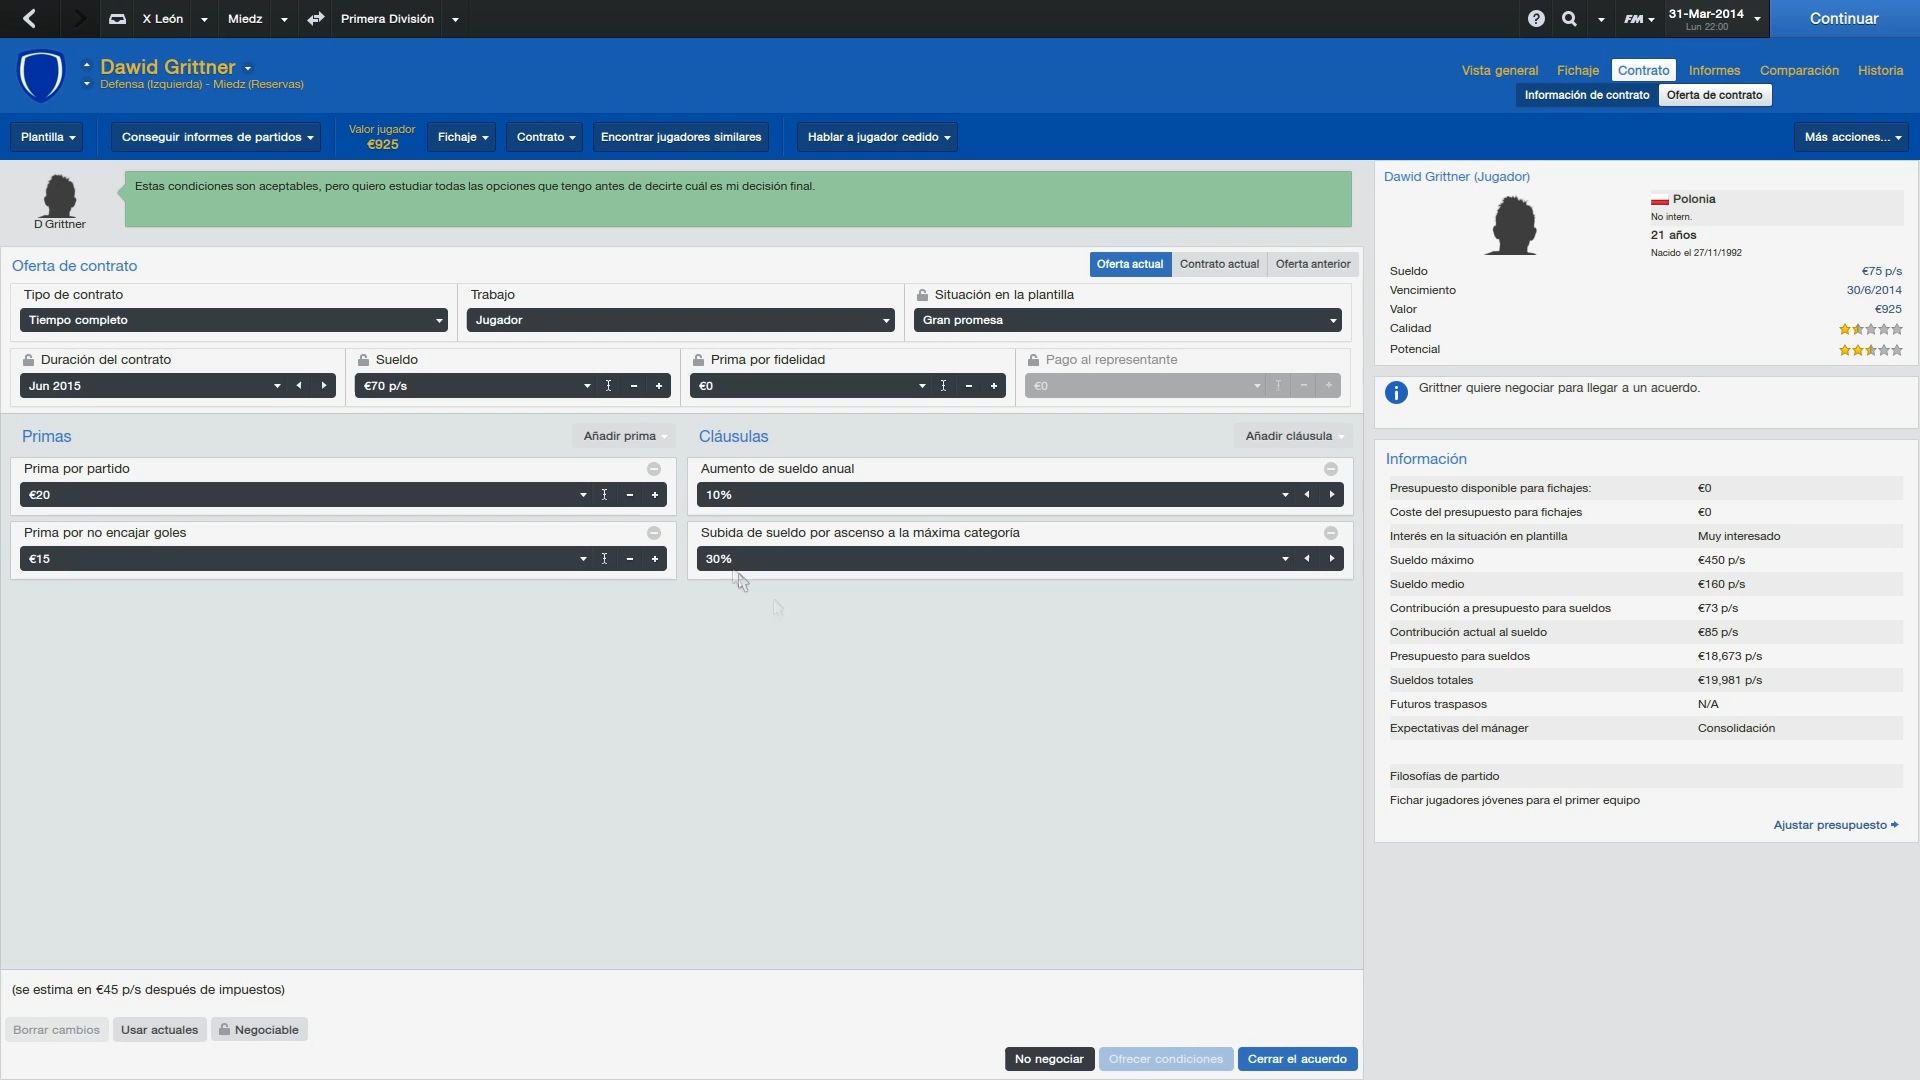 X León
Miedz
Primera División
FM
31-Mar-2014
Lun 22:00
Continuar
Dawid Grittner
Defensa (Izquierda) - Miedz (Reservas)
Vista general
Fichaje
Contrato
Informes
Comparación
Historia
Información de contrato
Oferta de contrato
Plantilla
Conseguir informes de partidos
Valor jugador
€925
Fichaje
Contrato
Encontrar jugadores similares
Hablar a jugador cedido
Más acciones...
D Grittner
Estas condiciones son aceptables, pero quiero estudiar todas las opciones que tengo antes de decirte cuál es mi decisión final.
Oferta de contrato
Oferta actual
Contrato actual
Oferta anterior
Tipo de contrato
Tiempo completo
Trabajo
Jugador
Situación en la plantilla
Gran promesa
Duración del contrato
Jun 2015
Sueldo
€70 p/s
Prima por fidelidad
€0
Pago al representante
€0
Primas
Añadir prima
Prima por partido
€20
Prima por no encajar goles
€15
Cláusulas
Añadir cláusula
Aumento de sueldo anual
10%
Subida de sueldo por ascenso a la máxima categoría
30%
(se estima en €45 p/s después de impuestos)
Borrar cambios
Usar actuales
Negociable
No negociar
Ofrecer condiciones
Cerrar el acuerdo
Dawid Grittner (Jugador)
Polonia
No intern.
21 años
Nacido el 27/11/1992
Sueldo €75 p/s
Vencimiento 30/6/2014
Valor €925
Calidad
Potencial
Grittner quiere negociar para llegar a un acuerdo.
Información
Presupuesto disponible para fichajes: €0
Coste del presupuesto para fichajes €0
Interés en la situación en plantilla Muy interesado
Sueldo máximo €450 p/s
Sueldo medio €160 p/s
Contribución a presupuesto para sueldos €73 p/s
Contribución actual al sueldo €85 p/s
Presupuesto para sueldos €18,673 p/s
Sueldos totales €19,981 p/s
Futuros traspasos N/A
Expectativas del mánager Consolidación
Filosofías de partido
Fichar jugadores jóvenes para el primer equipo
Ajustar presupuesto